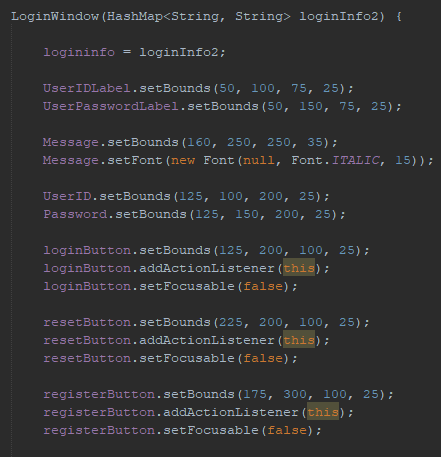 LoginWindow(HashMap<String, String> loginInfo2) {
logininfo = loginInfo2;
UserIDLabel.setBounds(50, 100, 75, 25);
UserPasswordLabel.setBounds(50, 150, 75, 25);
Message.setBounds(160, 250, 250, 35);
Message.setFont(new Font(null, Font.ITALIC, 15));
UserID.setBounds(125, 100, 200, 25);
Password.setBounds(125, 150, 200, 25);
loginButton.setBounds(125, 200, 100, 25);
loginButton.addActionListener(this);
loginButton.setFocusable(false);
resetButton.setBounds(225, 200, 100, 25);
resetButton.addActionListener(this);
resetButton.setFocusable(false);
registerButton.setBounds(175, 300, 100, 25);
registerButton.addActionListener(this);
registerButton.setFocusable(false);